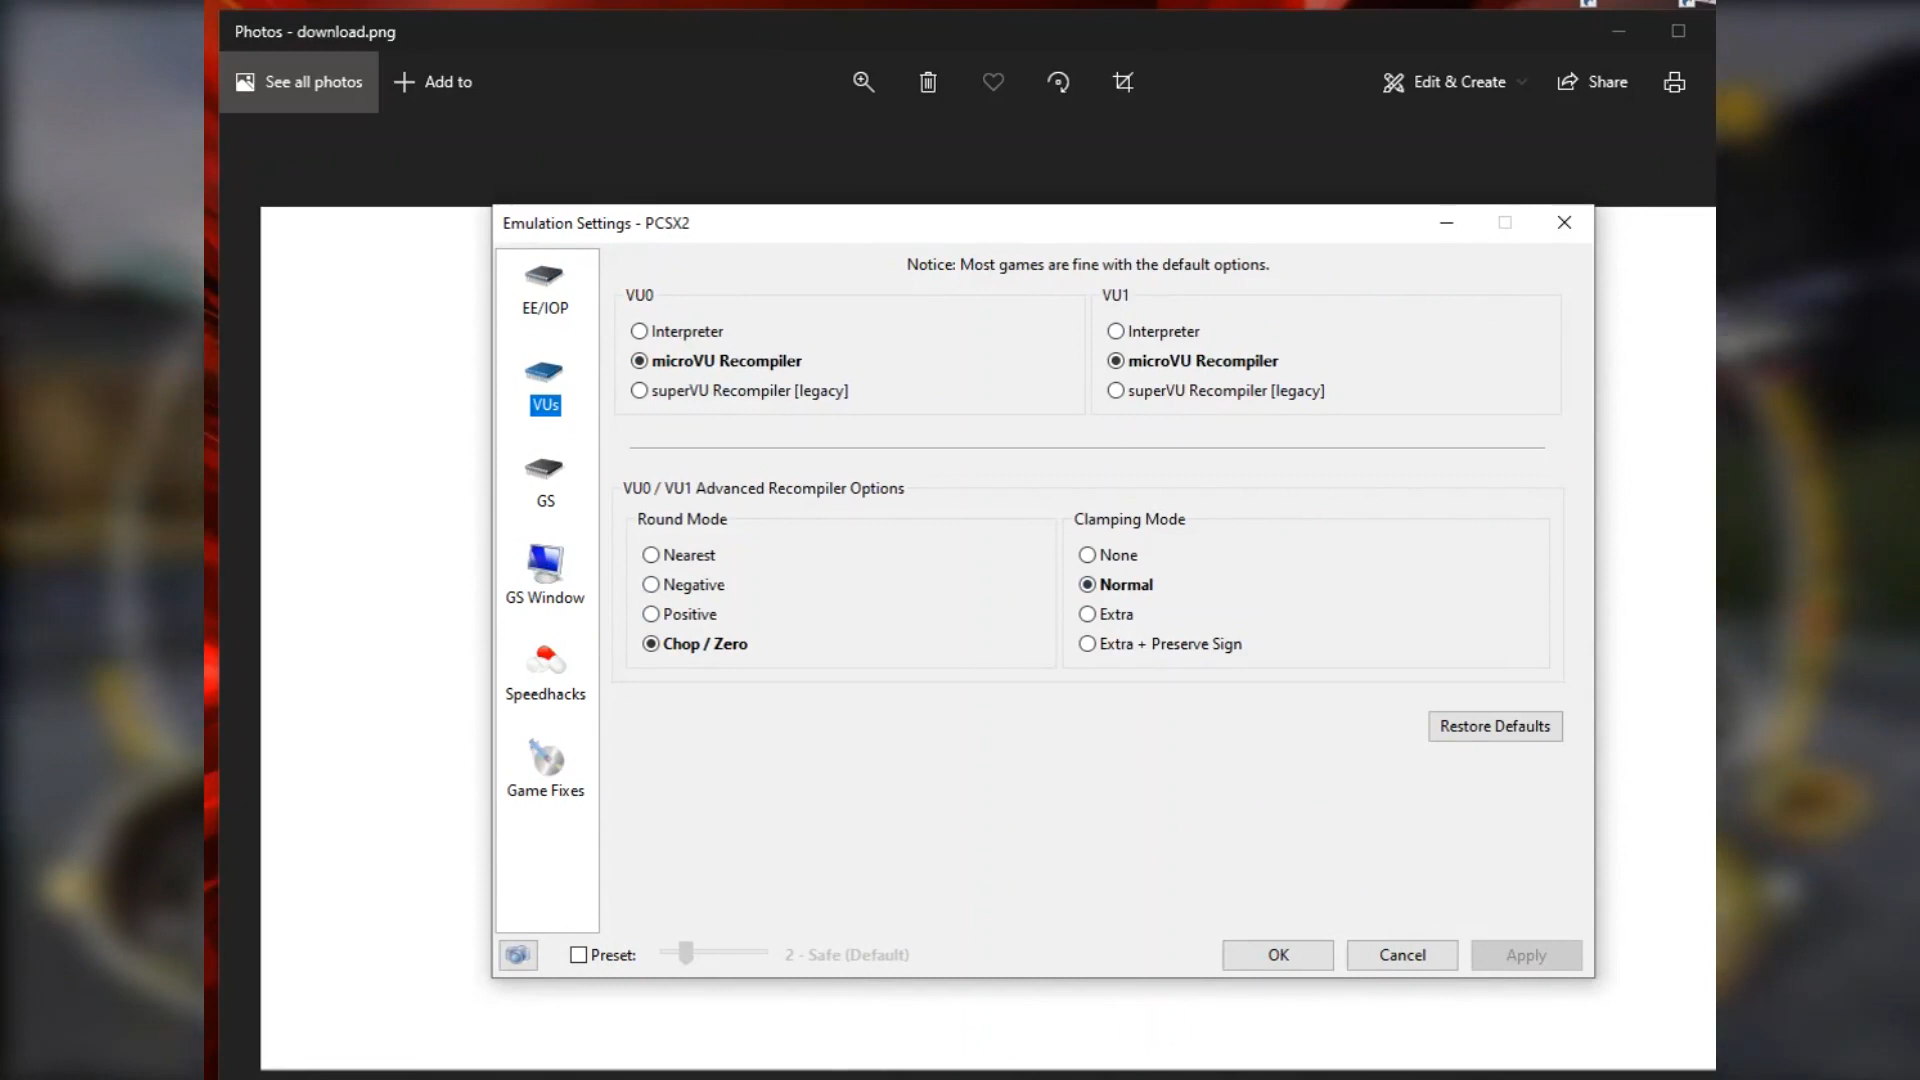 Photos - download.png
See all photos
Add to
Edit & Create
Share
Emulation Settings - PCSX2
Notice: Most games are fine with the default options.
EE/IOP
VUs
GS
GS Window
Speedhacks
Game Fixes
VU0
Interpreter
microVU Recompiler
superVU Recompiler [legacy]
VU1
Interpreter
microVU Recompiler
superVU Recompiler [legacy]
VU0 / VU1 Advanced Recompiler Options
Round Mode
Nearest
Negative
Positive
Chop / Zero
Clamping Mode
None
Normal
Extra
Extra + Preserve Sign
Restore Defaults
Preset:
2 - Safe (Default)
OK
Cancel
Apply